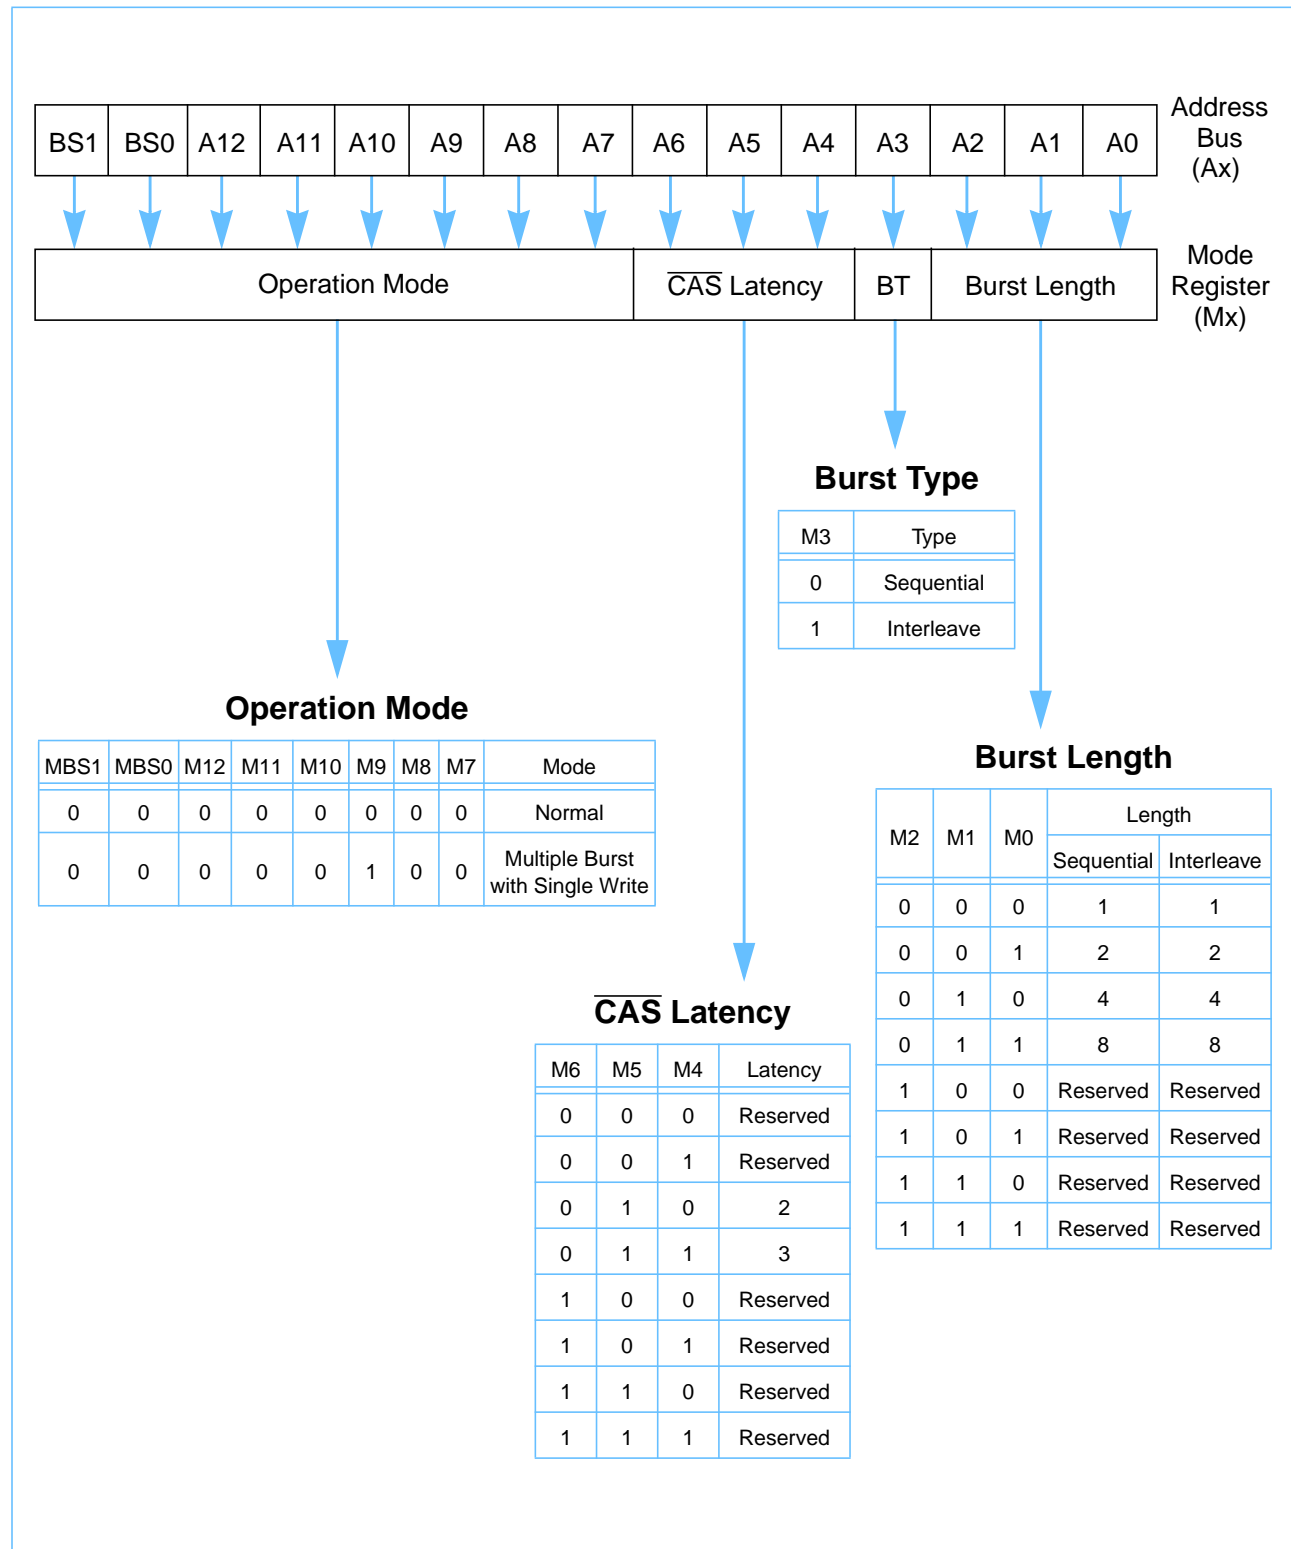 BS1 BS0 A12 A11 A10 A9 A8 A7 A6 A5 A4 A3 A2 A1 A0
Address
Bus
(Ax)
Operation Mode CAS Latency BT Burst Length
Mode
Register
(Mx)
Burst Type
M3 Type
0 Sequential
1 Interleave
Operation Mode
MBS1 MBS0 M12 M11 M10 M9 M8 M7 Mode
0 0 0 0 0 0 0 0 Normal
0 0 0 0 0 1 0 0 Multiple Burst
with Single Write
Burst Length
M2 M1 M0 Length
Sequential Interleave
0 0 0 1 1
0 0 1 2 2
0 1 0 4 4
0 1 1 8 8
1 0 0 Reserved Reserved
1 0 1 Reserved Reserved
1 1 0 Reserved Reserved
1 1 1 Reserved Reserved
CAS Latency
M6 M5 M4 Latency
0 0 0 Reserved
0 0 1 Reserved
0 1 0 2
0 1 1 3
1 0 0 Reserved
1 0 1 Reserved
1 1 0 Reserved
1 1 1 Reserved